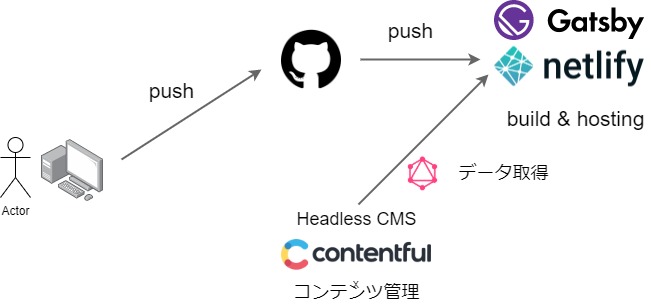 Gatsby
push
netlify
push
build & hosting
データ取得
Actor
Headless CMS
contentful
コンテンツ管理